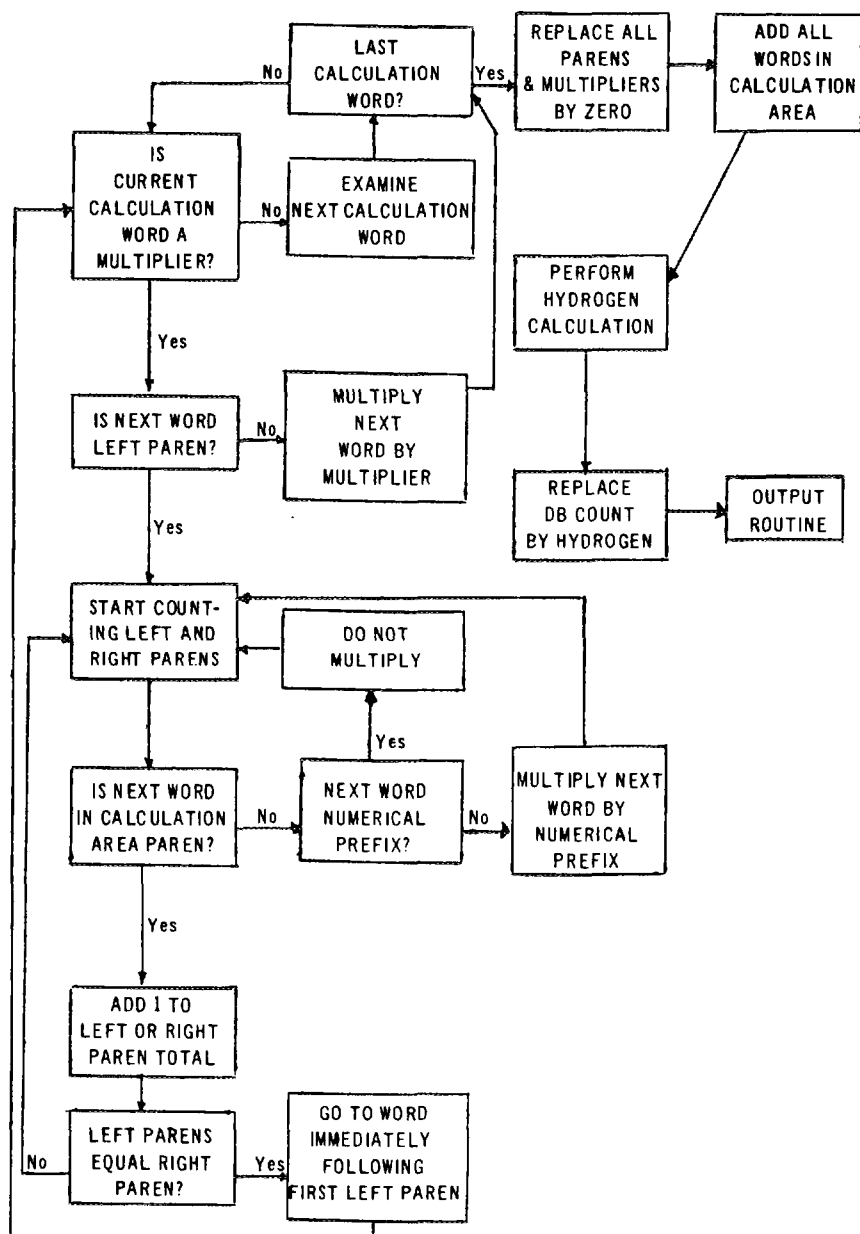 LAST
CALCULATION
WORD?
No
Yes
REPLACE ALL
PARENS
& MULTIPLIERS
BY ZERO
ADD ALL
WORDS IN
CALCULATION
AREA
IS
CURRENT
CALCULATION
WORD A
MULTIPLIER?
No
EXAMINE
NEXT CALCULATION
WORD
PERFORM
HYDROGEN
CALCULATION
Yes
IS NEXT WORD
LEFT PAREN?
No
MULTIPLY
NEXT
WORD BY
MULTIPLIER
REPLACE
DB COUNT
BY HYDROGEN
OUTPUT
ROUTINE
Yes
START COUNT-
ING LEFT AND
RIGHT PARENS
DO NOT
MULTIPLY
Yes
IS NEXT WORD
IN CALCULATION
AREA PAREN?
No
NEXT WORD
NUMERICAL
PREFIX?
No
MULTIPLY NEXT
WORD BY
NUMERICAL
PREFIX
Yes
ADD 1 TO
LEFT OR RIGHT
PAREN TOTAL
LEFT PARENS
EQUAL RIGHT
PAREN?
No
Yes
GO TO WORD
IMMEDIATELY
FOLLOWING
FIRST LEFT PAREN